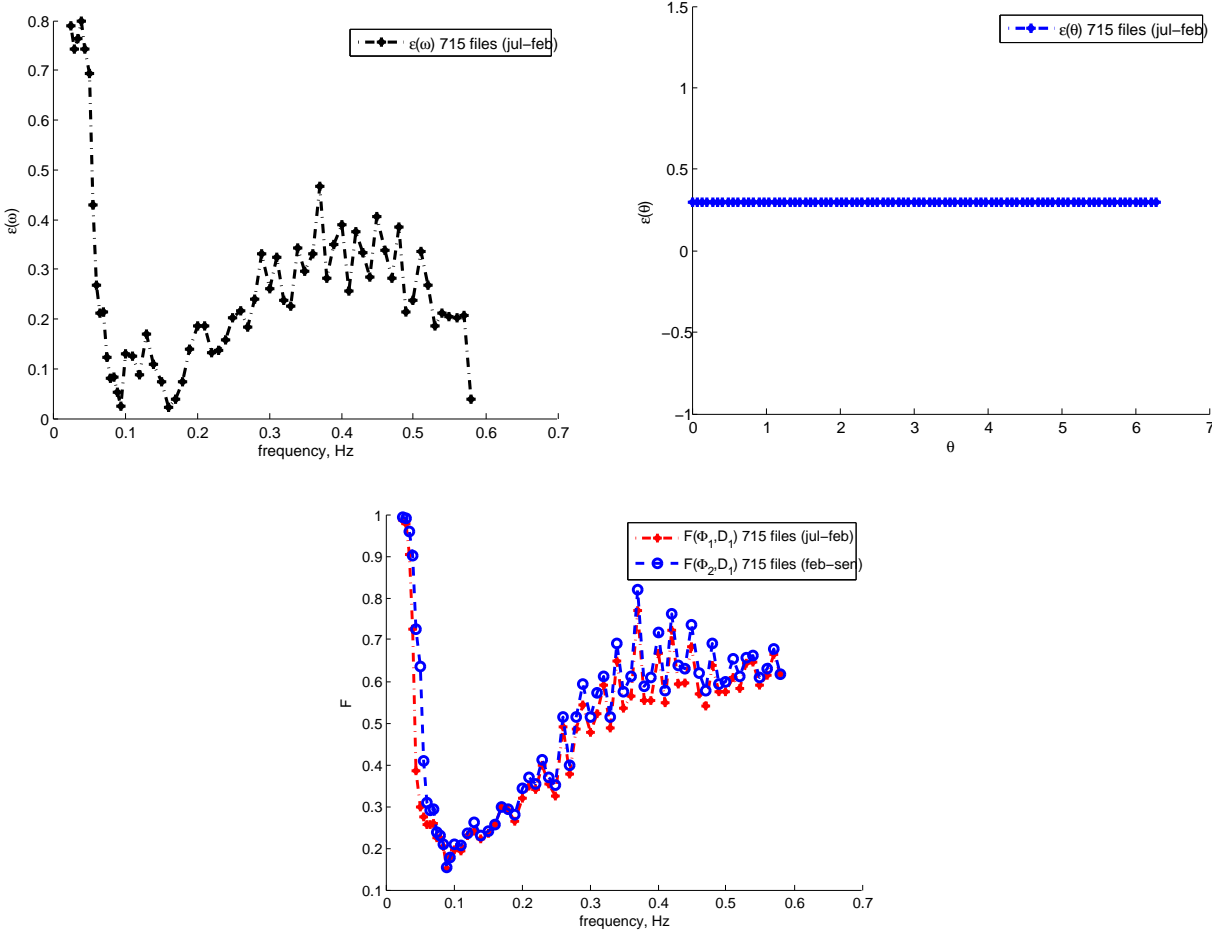 0.8
0.7
0.6
0.5
0.4
0.3
0.2
0.1
0
ε(ω)
0 0.1 0.2 0.3 0.4 0.5 0.6 0.7
frequency, Hz
ε(ω) 715 files (jul−feb)
1.5
1
0.5
0
−0.5
−1
ε(θ)
0 1 2 3 4 5 6 7
θ
ε(θ) 715 files (jul−feb)
1
0.9
0.8
0.7
0.6
0.5
0.4
0.3
0.2
0.1
F
0 0.1 0.2 0.3 0.4 0.5 0.6 0.7
frequency, Hz
F(Φ_1,D_1) 715 files (jul−feb)
F(Φ_2,D_1) 715 files (feb−sen)